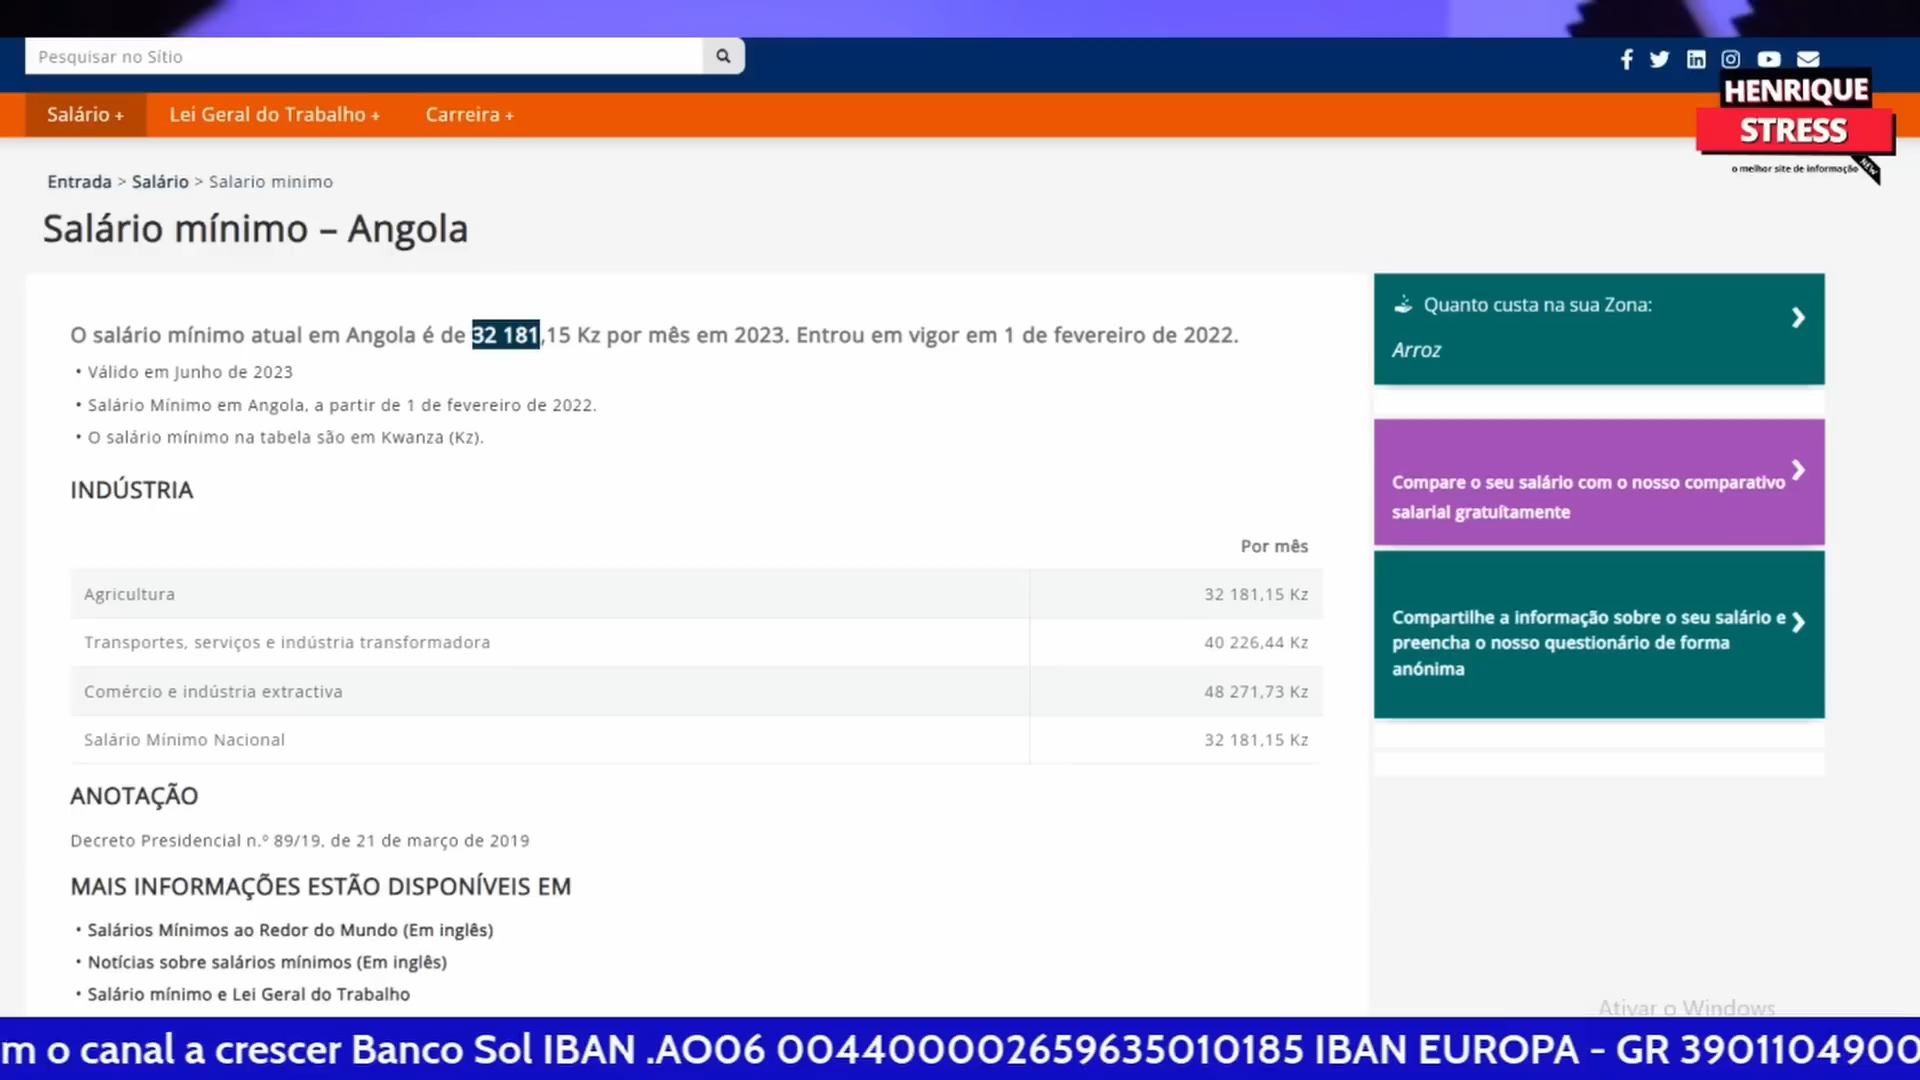 Pesquisar no Sítio
HENRIQUE
STRESS
o melhor site de informação
NEW
Salário +
Lei Geral do Trabalho +
Carreira +
Entrada > Salário > Salario minimo
Salário mínimo – Angola
O salário mínimo atual em Angola é de 32 181,15 Kz por mês em 2023. Entrou em vigor em 1 de fevereiro de 2022.
• Válido em Junho de 2023
• Salário Mínimo em Angola, a partir de 1 de fevereiro de 2022.
• O salário mínimo na tabela são em Kwanza (Kz).
INDÚSTRIA
Por mês
Agricultura 32 181,15 Kz
Transportes, serviços e indústria transformadora 40 226,44 Kz
Comércio e indústria extractiva 48 271,73 Kz
Salário Mínimo Nacional 32 181,15 Kz
ANOTAÇÃO
Decreto Presidencial n.º 89/19, de 21 de março de 2019
MAIS INFORMAÇÕES ESTÃO DISPONÍVEIS EM
• Salários Mínimos ao Redor do Mundo (Em inglês)
• Notícias sobre salários mínimos (Em inglês)
• Salário mínimo e Lei Geral do Trabalho
Quanto custa na sua Zona:
Arroz
Compare o seu salário com o nosso comparativo
salarial gratuítamente
Compartilhe a informação sobre o seu salário e
preencha o nosso questionário de forma
anónima
Ativar o Windows
m o canal a crescer Banco Sol IBAN .AO06 004400002659635010185 IBAN EUROPA - GR 3901104900